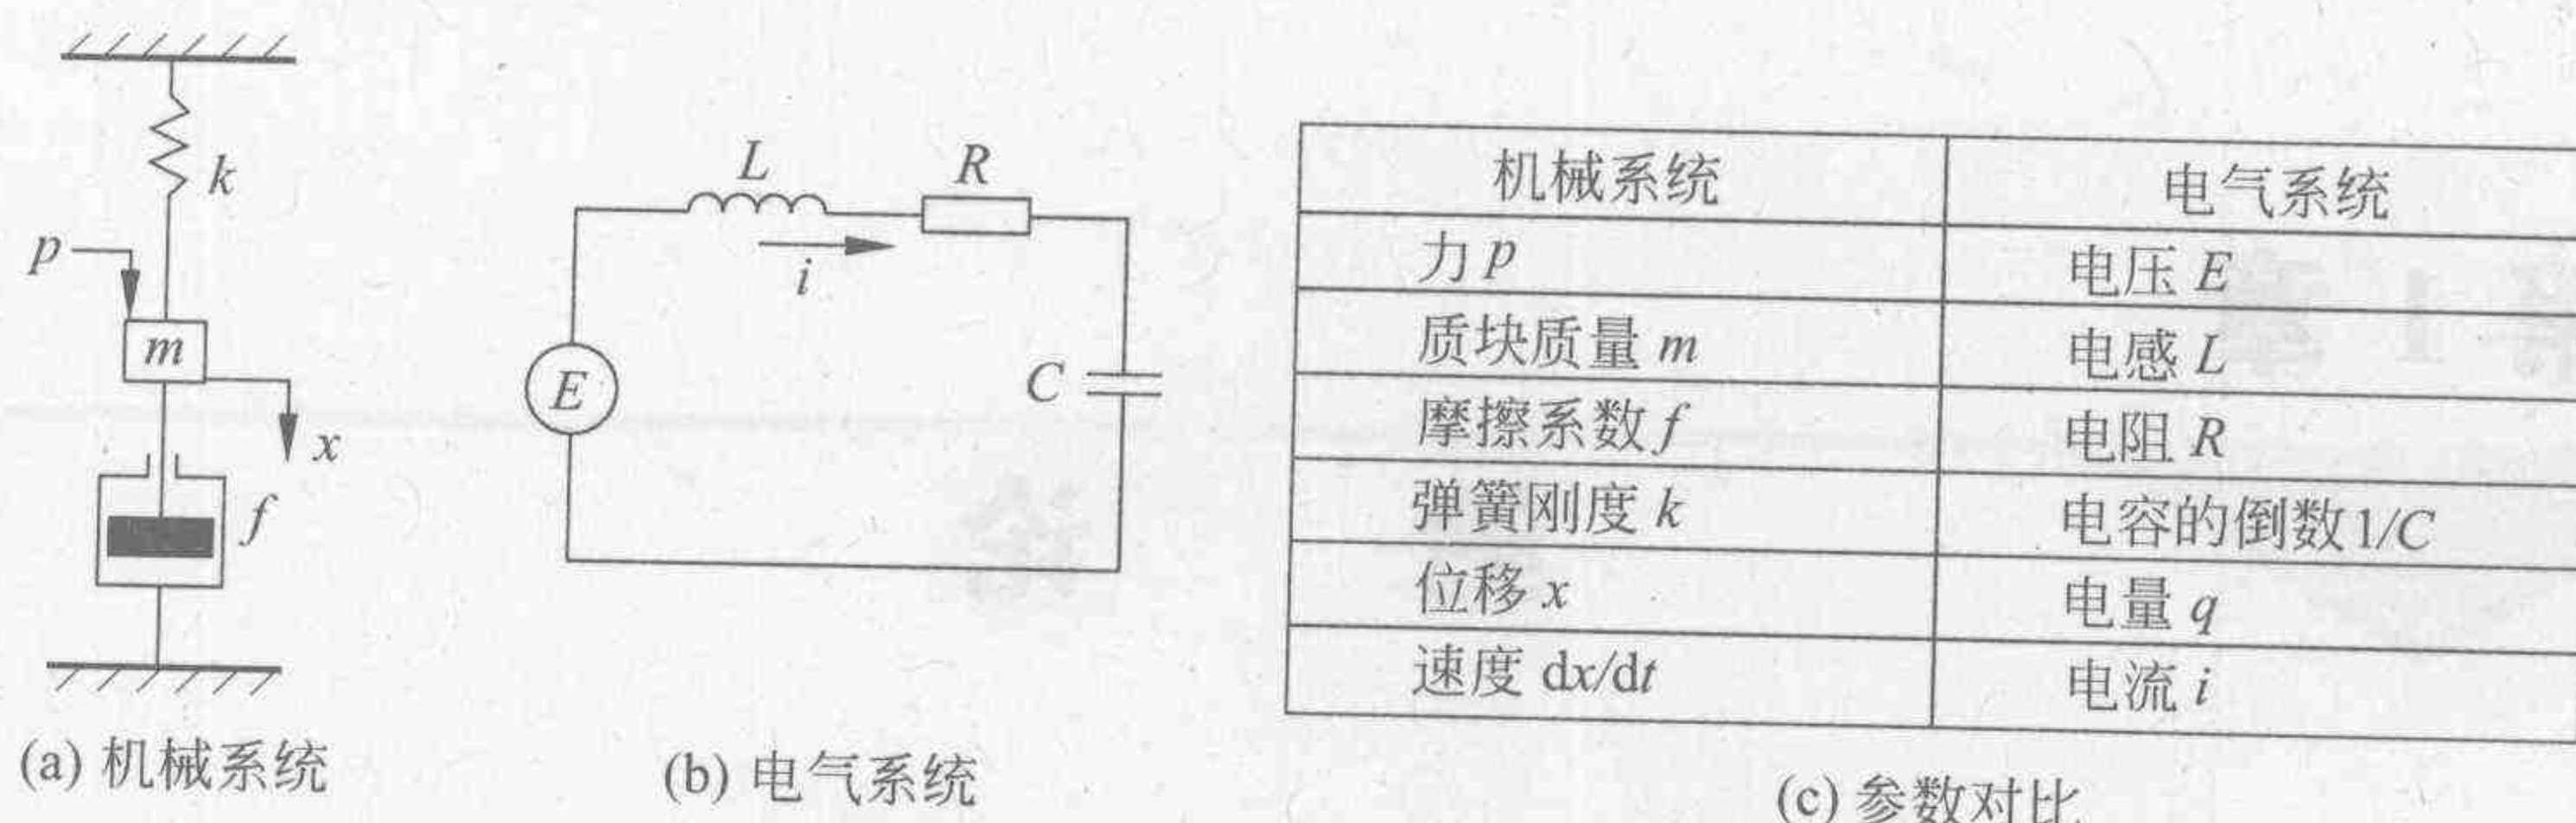 k
p
m
x
f
(a) 机械系统
L
R
i
E
C
(b) 电气系统
机械系统 电气系统
力 p 电压 E
质块质量 m 电感 L
摩擦系数 f 电阻 R
弹簧刚度 k 电容的倒数 1/C
位移 x 电量 q
速度 dx/dt 电流 i
(c) 参数对比